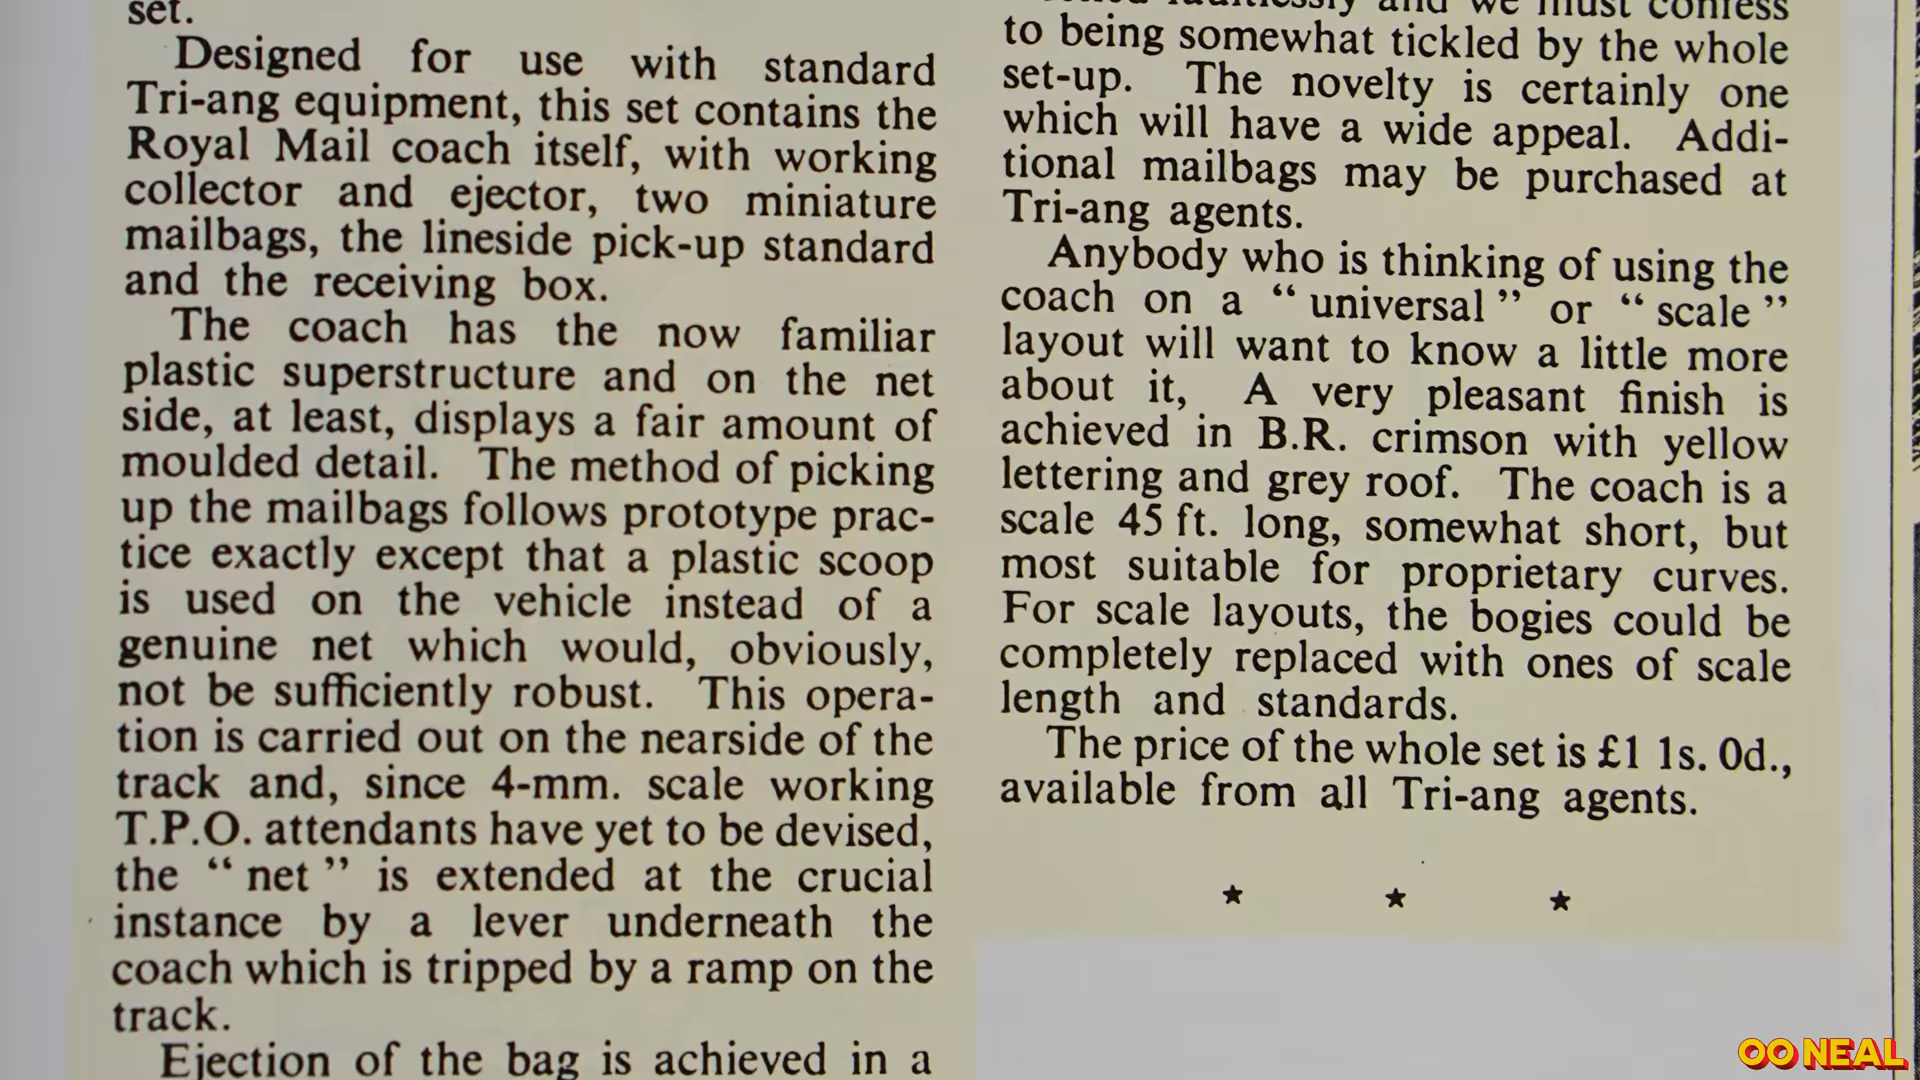 set.
Designed for use with standard
Tri-ang equipment, this set contains the
Royal Mail coach itself, with working
collector and ejector, two miniature
mailbags, the lineside pick-up standard
and the receiving box.
The coach has the now familiar
plastic superstructure and on the net
side, at least, displays a fair amount of
moulded detail. The method of picking
up the mailbags follows prototype prac-
tice exactly except that a plastic scoop
is used on the vehicle instead of a
genuine net which would, obviously,
not be sufficiently robust. This opera-
tion is carried out on the nearside of the
track and, since 4-mm. scale working
T.P.O. attendants have yet to be devised,
the “ net ” is extended at the crucial
instance by a lever underneath the
coach which is tripped by a ramp on the
track.
Ejection of the bag is achieved in a
faultlessly and we must confess
to being somewhat tickled by the whole
set-up. The novelty is certainly one
which will have a wide appeal. Addi-
tional mailbags may be purchased at
Tri-ang agents.
Anybody who is thinking of using the
coach on a “ universal ” or “ scale ”
layout will want to know a little more
about it, A very pleasant finish is
achieved in B.R. crimson with yellow
lettering and grey roof. The coach is a
scale 45 ft. long, somewhat short, but
most suitable for proprietary curves.
For scale layouts, the bogies could be
completely replaced with ones of scale
length and standards.
The price of the whole set is £1 1s. 0d.,
available from all Tri-ang agents.
OO NEAL